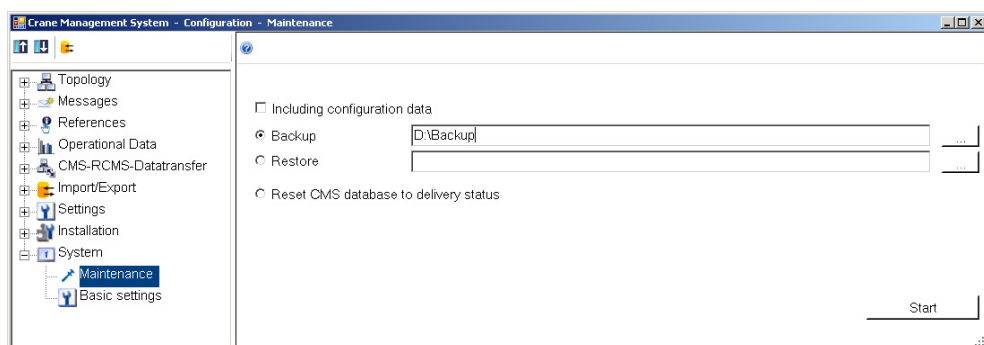 Crane Management System - Configuration - Maintenance
Topology
Messages
References
Operational Data
CMS-RCMS-Datatransfer
Import/Export
Settings
Installation
System
Maintenance
Basic settings
Including configuration data
Backup D:\Backup ...
Restore ...
Reset CMS database to delivery status
Start